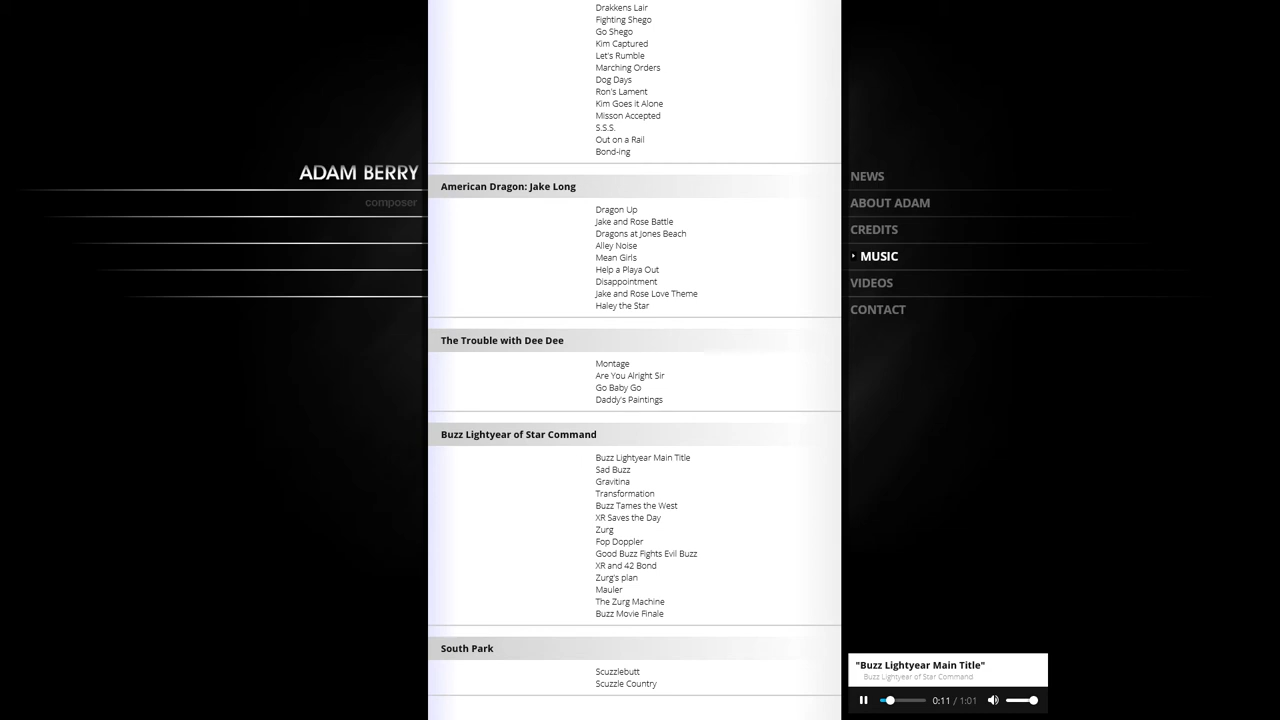 ADAM BERRY
composer
Drakkens Lair
Fighting Shego
Go Shego
Kim Captured
Let's Rumble
Marching Orders
Dog Days
Ron's Lament
Kim Goes it Alone
Misson Accepted
S.S.S.
Out on a Rail
Bond-ing
American Dragon: Jake Long
Dragon Up
Jake and Rose Battle
Dragons at Jones Beach
Alley Noise
Mean Girls
Help a Playa Out
Disappointment
Jake and Rose Love Theme
Haley the Star
The Trouble with Dee Dee
Montage
Are You Alright Sir
Go Baby Go
Daddy's Paintings
Buzz Lightyear of Star Command
Buzz Lightyear Main Title
Sad Buzz
Gravitina
Transformation
Buzz Tames the West
XR Saves the Day
Zurg
Fop Doppler
Good Buzz Fights Evil Buzz
XR and 42 Bond
Zurg's plan
Mauler
The Zurg Machine
Buzz Movie Finale
South Park
Scuzzlebutt
Scuzzle Country
NEWS
ABOUT ADAM
CREDITS
MUSIC
VIDEOS
CONTACT
"Buzz Lightyear Main Title"
Buzz Lightyear of Star Command
0:11 / 1:01